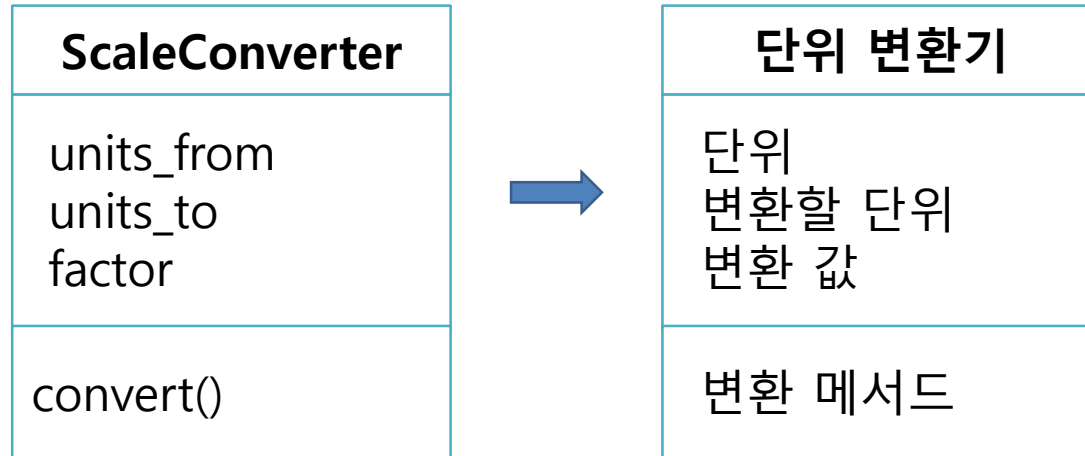 ScaleConverter
units_from
units_to
factor
convert()
단위 변환기
단위
변환할 단위
변환 값
변환 메서드